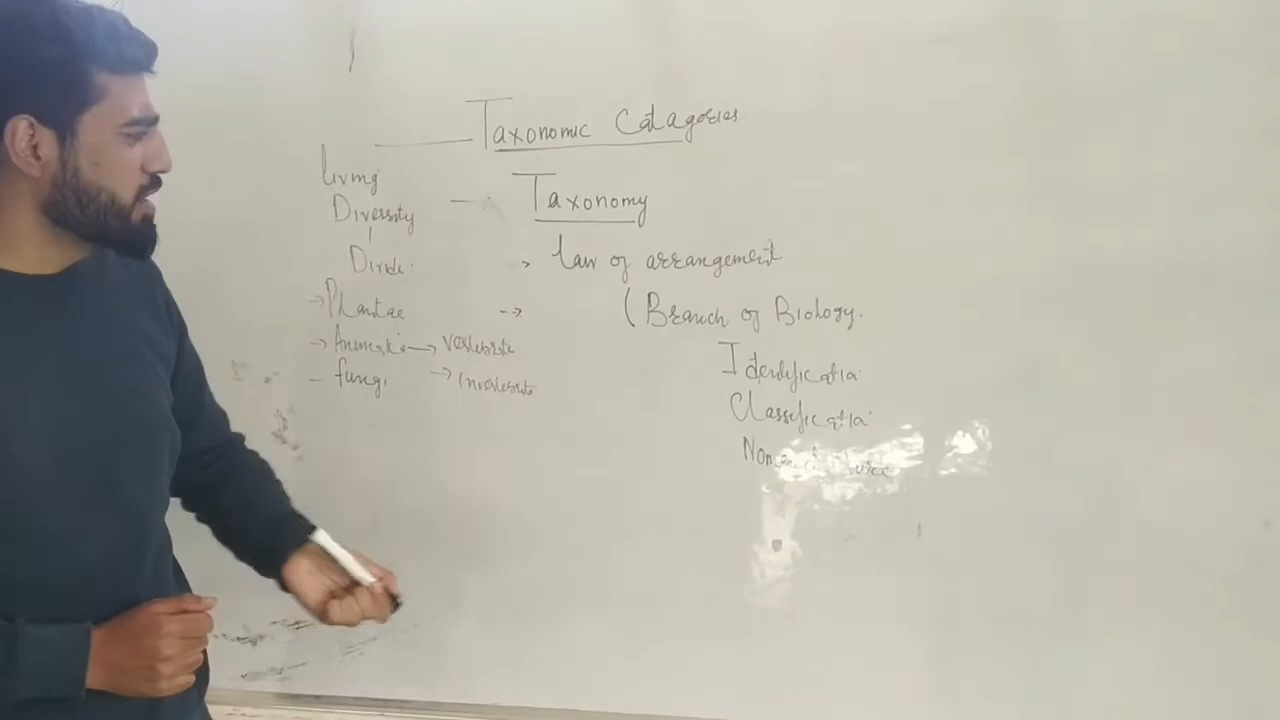 Taxonomic Catagories
living
Diversity
Divide.
→ Plantae
→ Animalia → vertebrate
→ Invertebrate
- fungi
Taxonomy
→ law of arrangement
(Branch of Biology.
Identification
Classification
Nomenclature